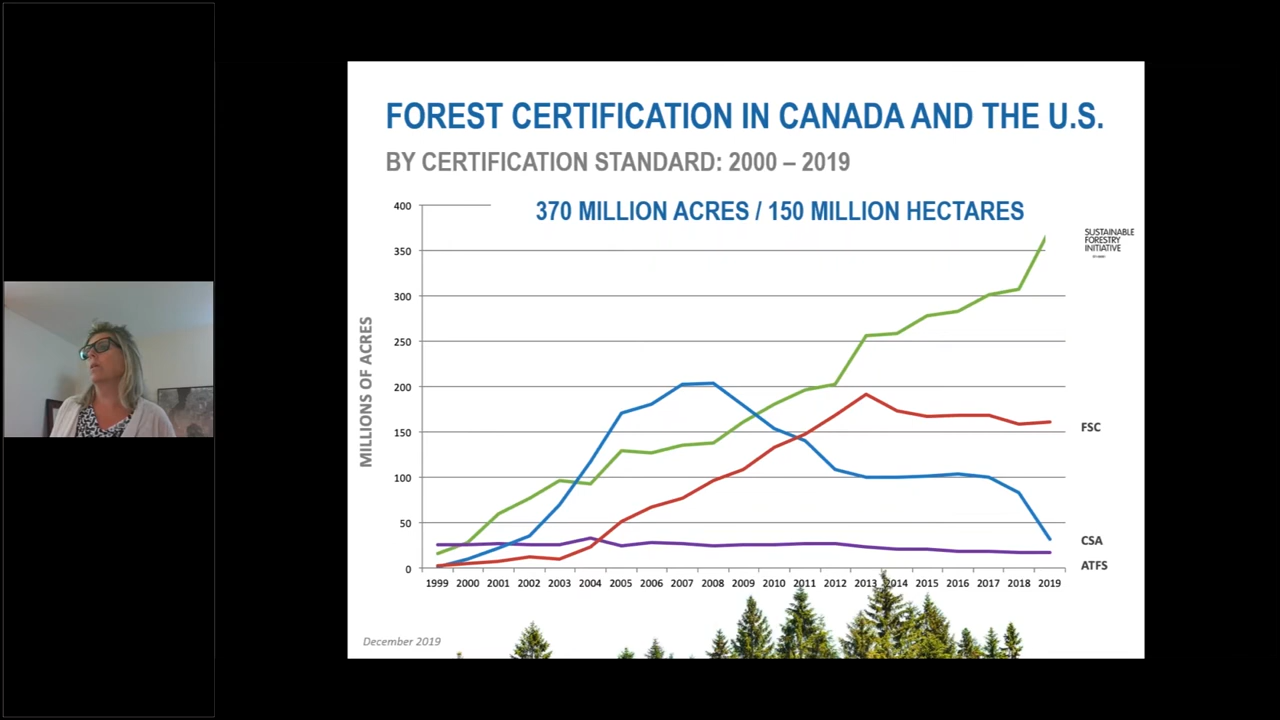 FOREST CERTIFICATION IN CANADA AND THE U.S.
BY CERTIFICATION STANDARD: 2000 – 2019
370 MILLION ACRES / 150 MILLION HECTARES
MILLIONS OF ACRES
400
350
300
250
200
150
100
50
0
1999 2000 2001 2002 2003 2004 2005 2006 2007 2008 2009 2010 2011 2012 2013 2014 2015 2016 2017 2018 2019
SUSTAINABLE
FORESTRY
INITIATIVE
FSC
CSA
ATFS
December 2019